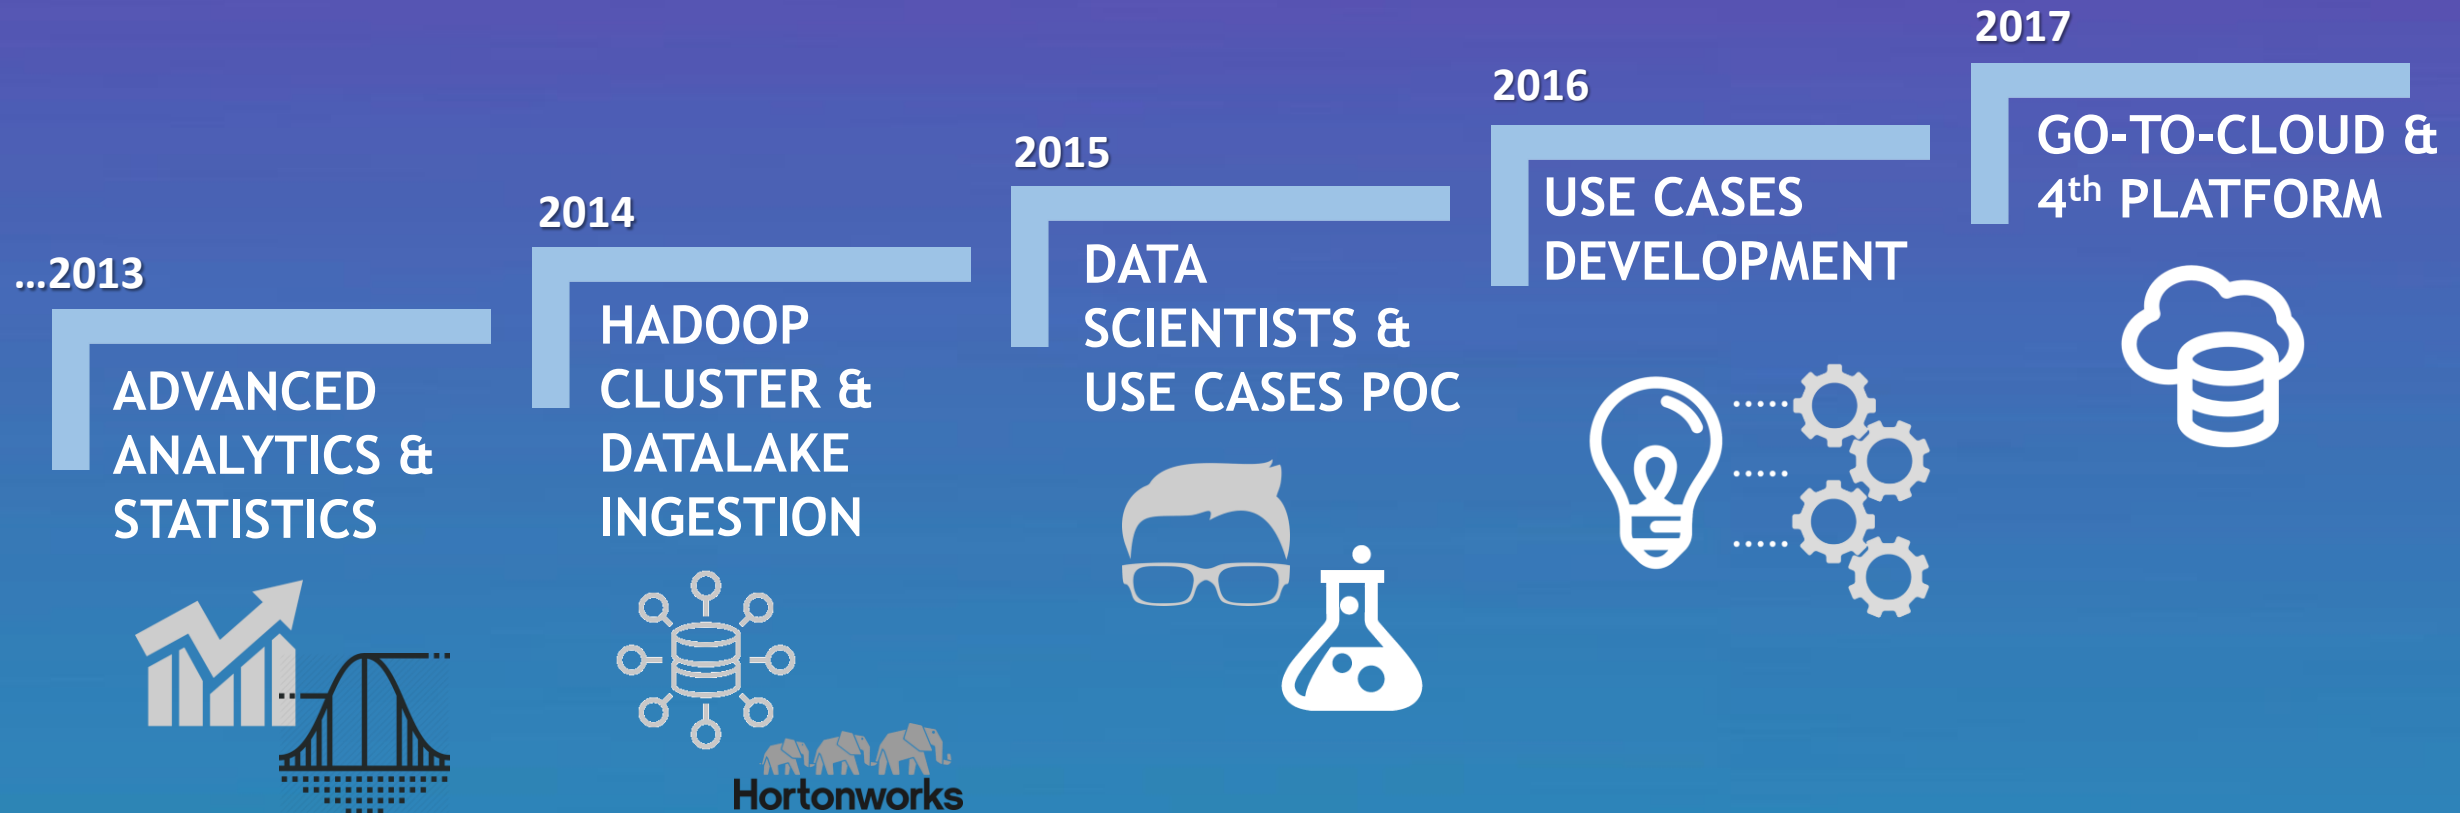 ...2013
ADVANCED
ANALYTICS &
STATISTICS
2014
HADOOP
CLUSTER &
DATALAKE
INGESTION
Hortonworks
2015
DATA
SCIENTISTS &
USE CASES POC
2016
USE CASES
DEVELOPMENT
2017
GO-TO-CLOUD &
4th PLATFORM